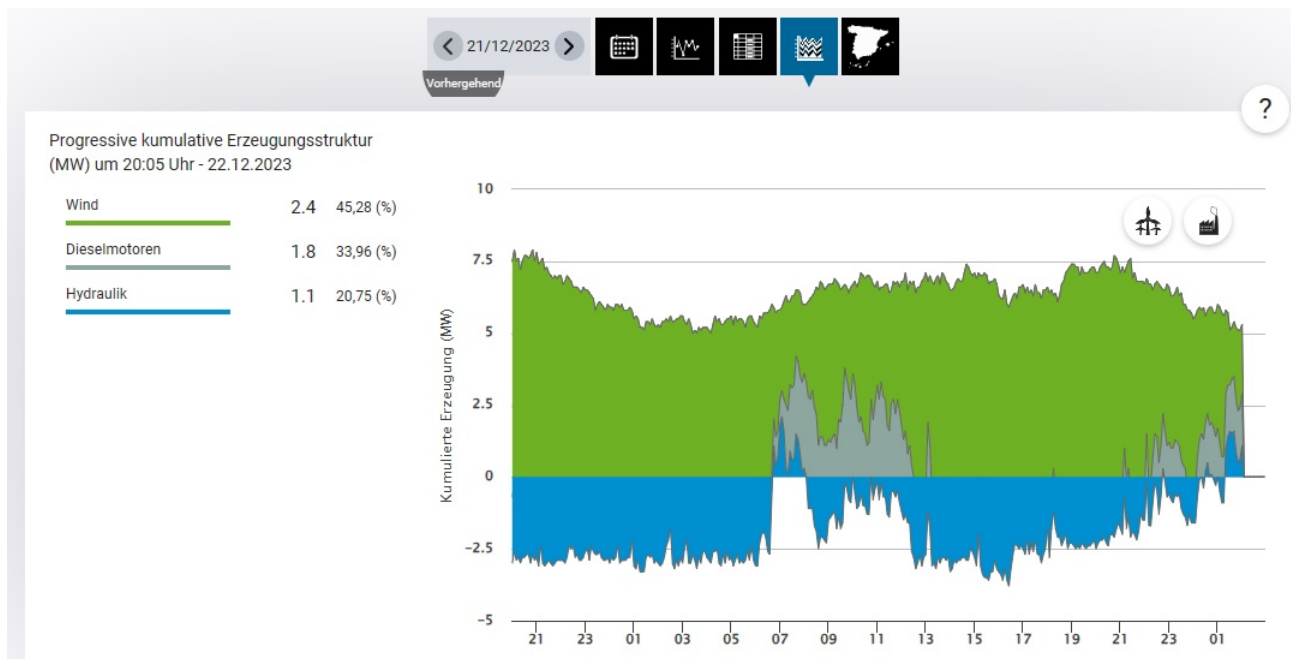 21/12/2023
Vorhergehend
?
Progressive kumulative Erzeugungsstruktur
(MW) um 20:05 Uhr - 22.12.2023
Wind 2.4 45,28 (%)
Dieselmotoren 1.8 33,96 (%)
Hydraulik 1.1 20,75 (%)
Kumulierte Erzeugung (MW)
10
7.5
5
2.5
0
-2.5
-5
21 23 01 03 05 07 09 11 13 15 17 19 21 23 01